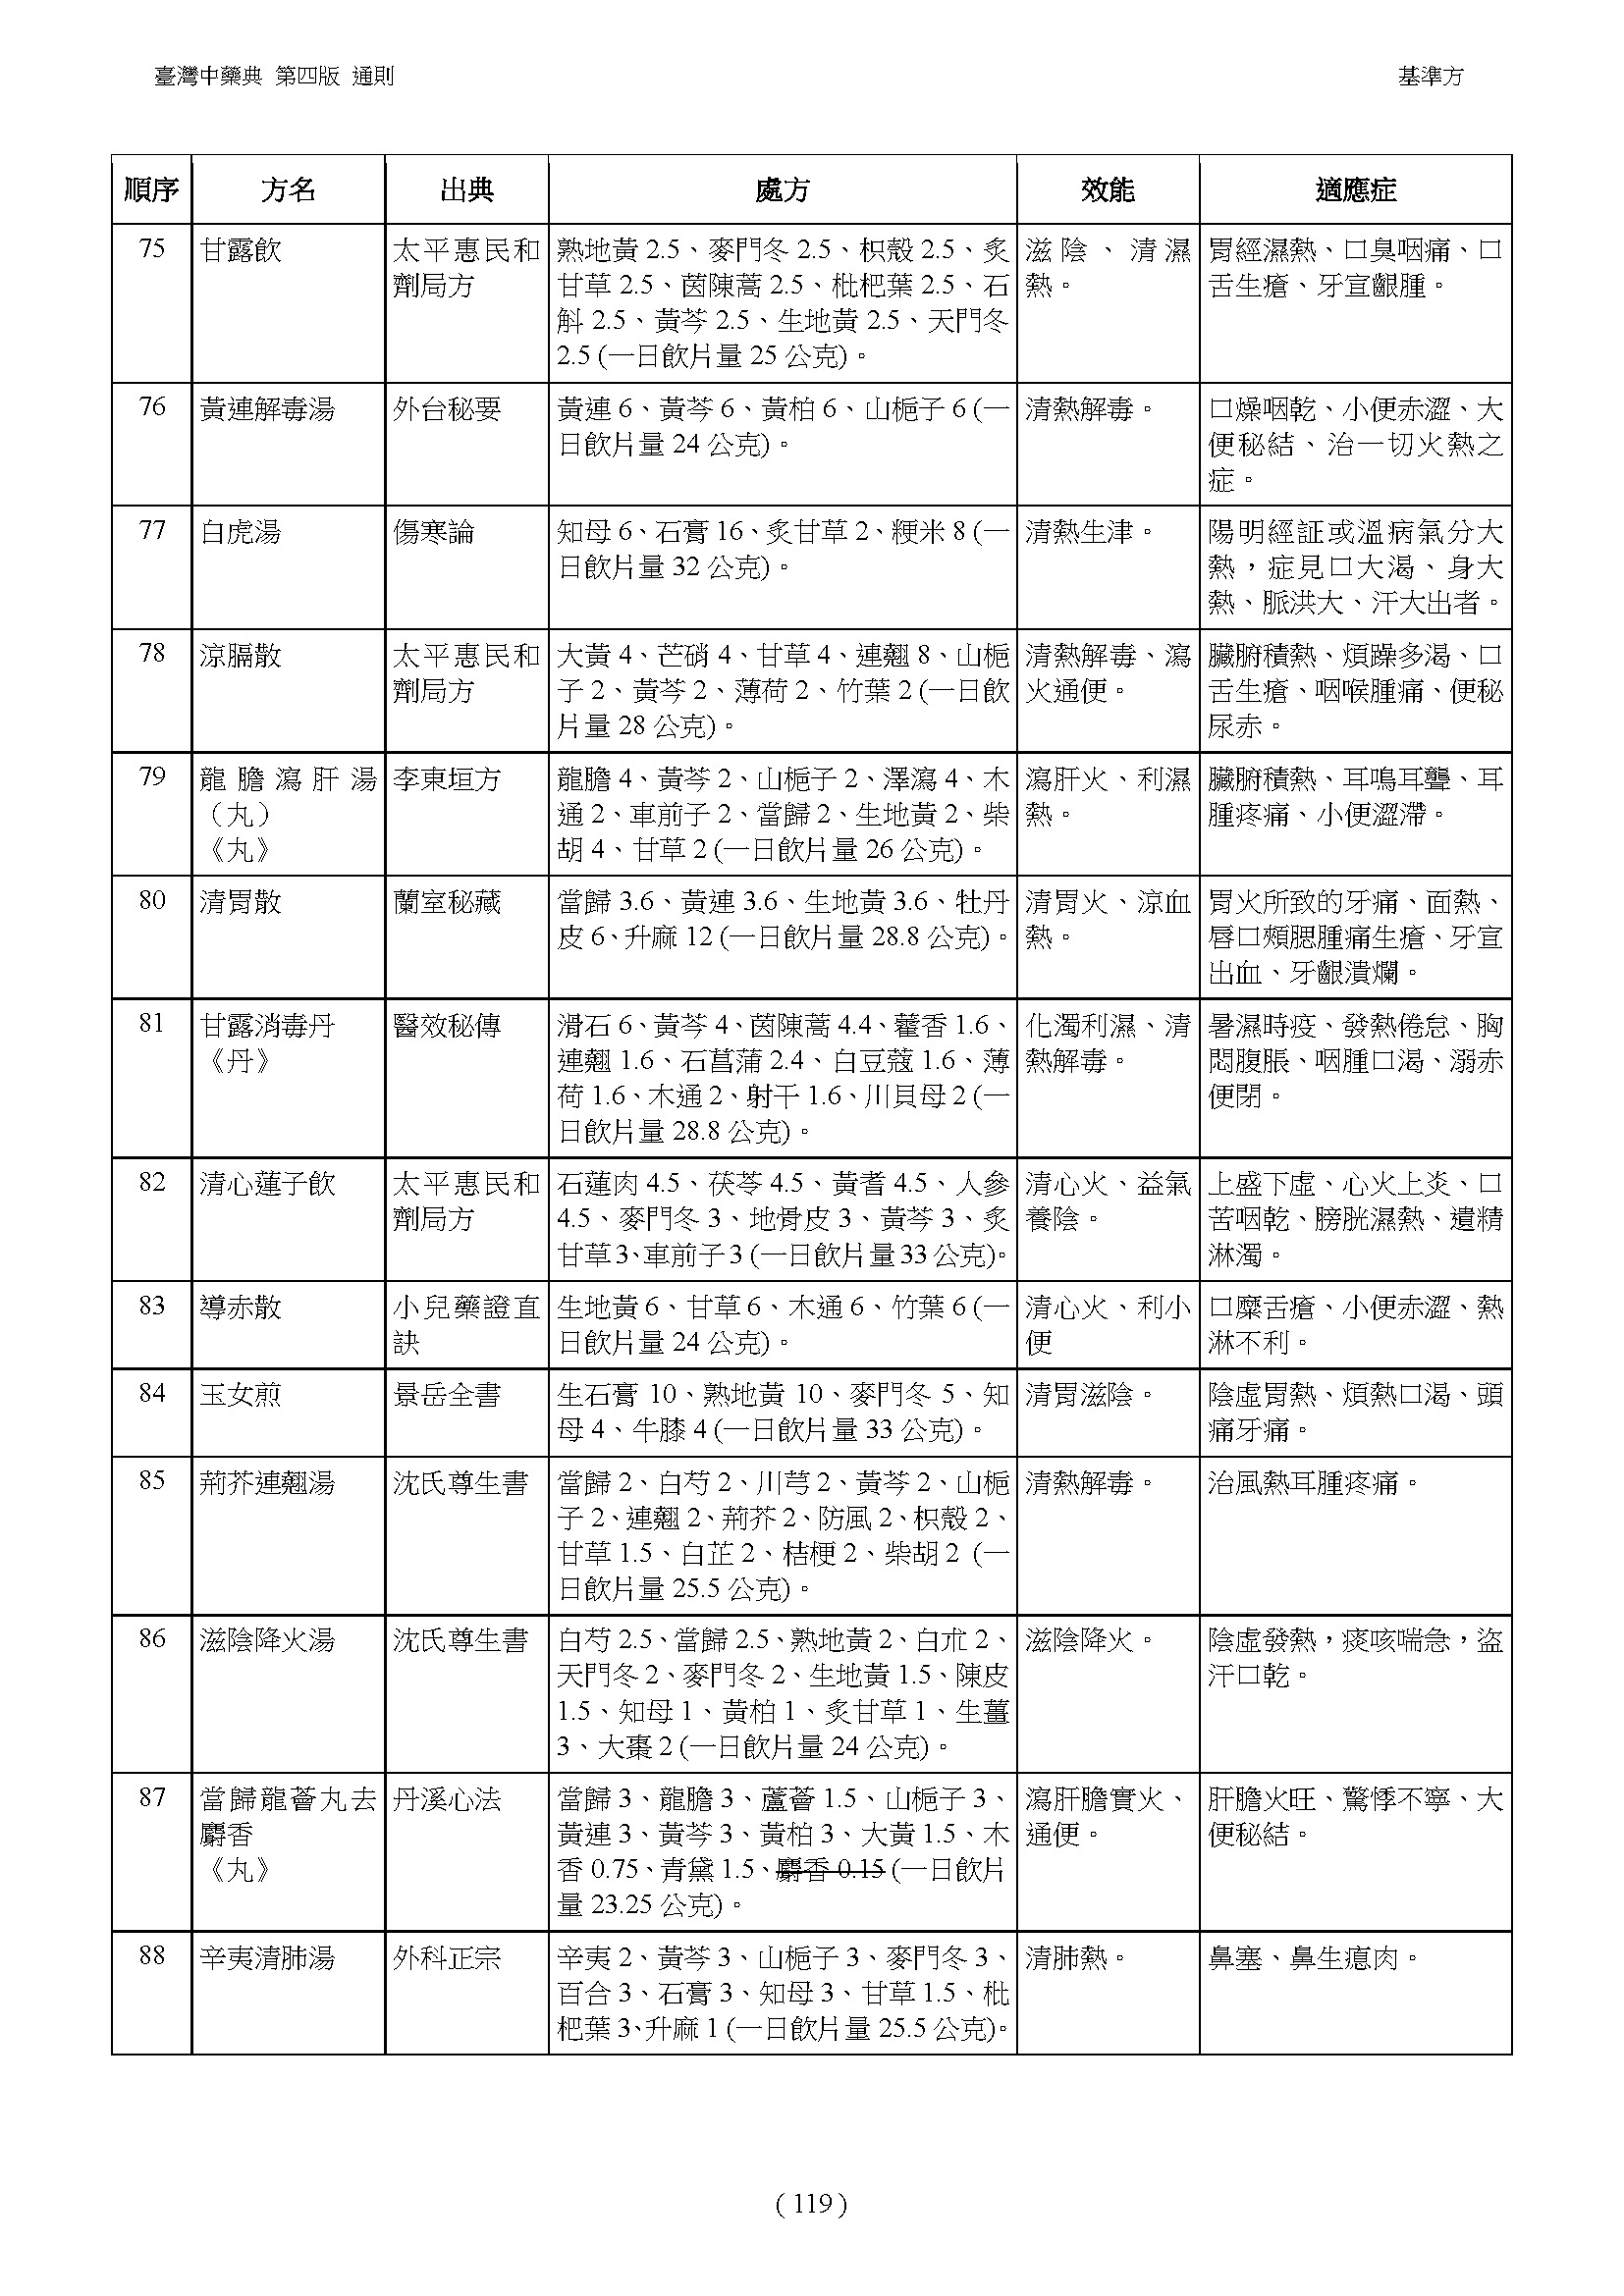 臺灣中藥典 第四版 通則 基準方
順序 方名 出典 處方 效能 適應症
75 甘露飲 太平惠民和 熟地黃 2.5、麥門冬 2.5、枳殼 2.5、炙 滋陰、清濕 胃經濕熱、口臭咽痛、口
劑局方 甘草 2.5、茵陳蒿 2.5、枇杷葉 2.5、石 熱。 舌生瘡、牙宣齦腫。
斛 2.5、黃芩 2.5、生地黃 2.5、天門冬
2.5 (一日飲片量 25 公克)。
76 黃連解毒湯 外台秘要 黃連 6、黃芩 6、黃柏 6、山梔子 6 (一 清熱解毒。 口燥咽乾、小便赤澀、大
日飲片量 24 公克)。 便秘結、治一切火熱之
症。
77 白虎湯 傷寒論 知母 6、石膏 16、炙甘草 2、粳米 8 (一 清熱生津。 陽明經証或溫病氣分大
日飲片量 32 公克)。 熱，症見口大渴、身大
熱、脈洪大、汗大出者。
78 涼膈散 太平惠民和 大黃 4、芒硝 4、甘草 4、連翹 8、山梔 清熱解毒、瀉 臟腑積熱、煩躁多渴、口
劑局方 子 2、黃芩 2、薄荷 2、竹葉 2 (一日飲 火通便。 舌生瘡、咽喉腫痛、便秘
片量 28 公克)。 尿赤。
79 龍膽瀉肝湯 李東垣方 龍膽 4、黃芩 2、山梔子 2、澤瀉 4、木 瀉肝火、利濕 臟腑積熱、耳鳴耳聾、耳
（丸） 通 2、車前子 2、當歸 2、生地黃 2、柴 熱。 腫疼痛、小便澀滯。
《丸》 胡 4、甘草 2 (一日飲片量 26 公克)。
80 清胃散 蘭室秘藏 當歸 3.6、黃連 3.6、生地黃 3.6、牡丹 清胃火、涼血 胃火所致的牙痛、面熱、
皮 6、升麻 12 (一日飲片量 28.8 公克)。 熱。 唇口頰腮腫痛生瘡、牙宣
出血、牙齦潰爛。
81 甘露消毒丹 醫效秘傳 滑石 6、黃芩 4、茵陳蒿 4.4、藿香 1.6、 化濁利濕、清 暑濕時疫、發熱倦怠、胸
《丹》 連翹 1.6、石菖蒲 2.4、白豆蔻 1.6、薄 熱解毒。 悶腹脹、咽腫口渴、溺赤
荷 1.6、木通 2、射干 1.6、川貝母 2 (一 便閉。
日飲片量 28.8 公克)。
82 清心蓮子飲 太平惠民和 石蓮肉 4.5、茯苓 4.5、黃耆 4.5、人參 清心火、益氣 上盛下虛、心火上炎、口
劑局方 4.5、麥門冬 3、地骨皮 3、黃芩 3、炙 養陰。 苦咽乾、膀胱濕熱、遺精
甘草 3、車前子 3 (一日飲片量 33 公克)。 淋濁。
83 導赤散 小兒藥證直 生地黃 6、甘草 6、木通 6、竹葉 6 (一 清心火、利小 口糜舌瘡、小便赤澀、熱
訣 日飲片量 24 公克)。 便 淋不利。
84 玉女煎 景岳全書 生石膏 10、熟地黃 10、麥門冬 5、知 清胃滋陰。 陰虛胃熱、煩熱口渴、頭
母 4、牛膝 4 (一日飲片量 33 公克)。 痛牙痛。
85 荊芥連翹湯 沈氏尊生書 當歸 2、白芍 2、川芎 2、黃芩 2、山梔 清熱解毒。 治風熱耳腫疼痛。
子 2、連翹 2、荊芥 2、防風 2、枳殼 2、
甘草 1.5、白芷 2、桔梗 2、柴胡 2 (一
日飲片量 25.5 公克)。
86 滋陰降火湯 沈氏尊生書 白芍 2.5、當歸 2.5、熟地黃 2、白朮 2、 滋陰降火。 陰虛發熱，痰咳喘急，盜
天門冬 2、麥門冬 2、生地黃 1.5、陳皮 汗口乾。
1.5、知母 1、黃柏 1、炙甘草 1、生薑
3、大棗 2 (一日飲片量 24 公克)。
87 當歸龍薈丸去 丹溪心法 當歸 3、龍膽 3、蘆薈 1.5、山梔子 3、 瀉肝膽實火、 肝膽火旺、驚悸不寧、大
麝香 黃連 3、黃芩 3、黃柏 3、大黃 1.5、木 通便。 便秘結。
《丸》 香 0.75、青黛 1.5、麝香 0.15 (一日飲片
量 23.25 公克)。
88 辛夷清肺湯 外科正宗 辛夷 2、黃芩 3、山梔子 3、麥門冬 3、 清肺熱。 鼻塞、鼻生瘜肉。
百合 3、石膏 3、知母 3、甘草 1.5、枇
杷葉 3、升麻 1 (一日飲片量 25.5 公克)。
( 119 )